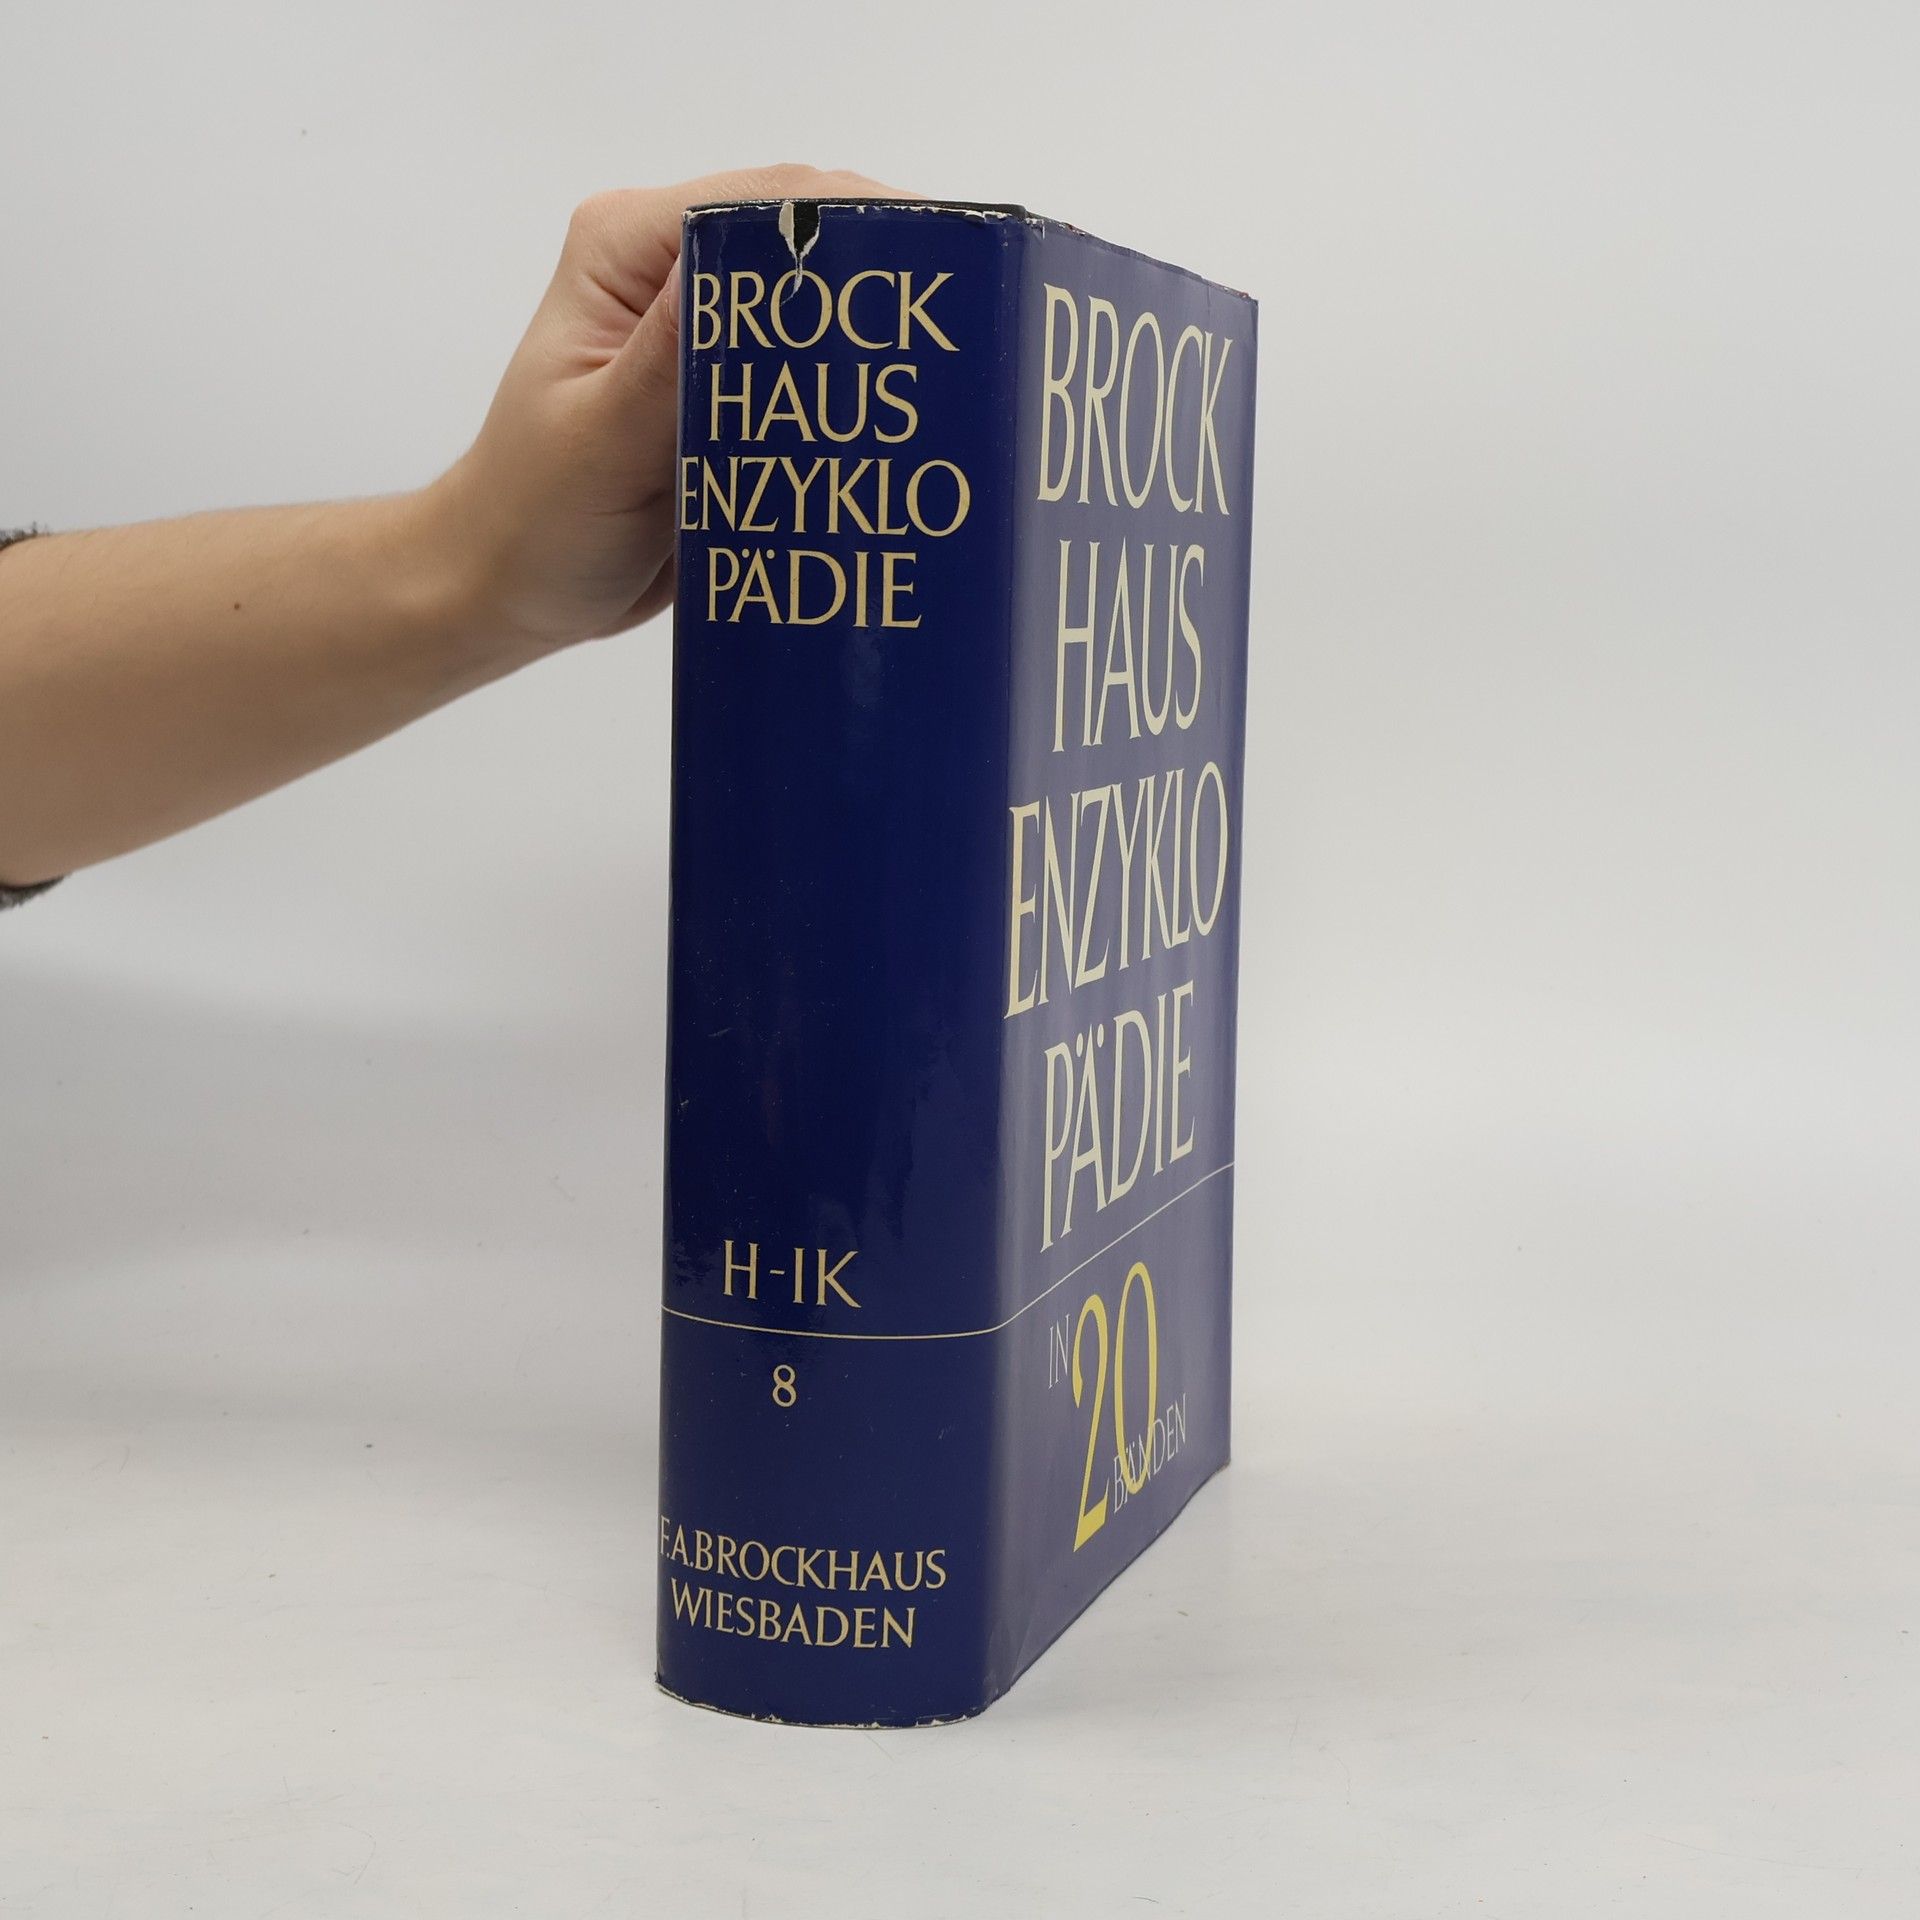 BROCK
HAUS
ENZYKLO
PÄDIE
H-IK
8
F.A.BROCKHAUS
WIESBADEN
BROCK
HAUS
ENZYKLO
PÄDIE
IN
20
BÄNDEN